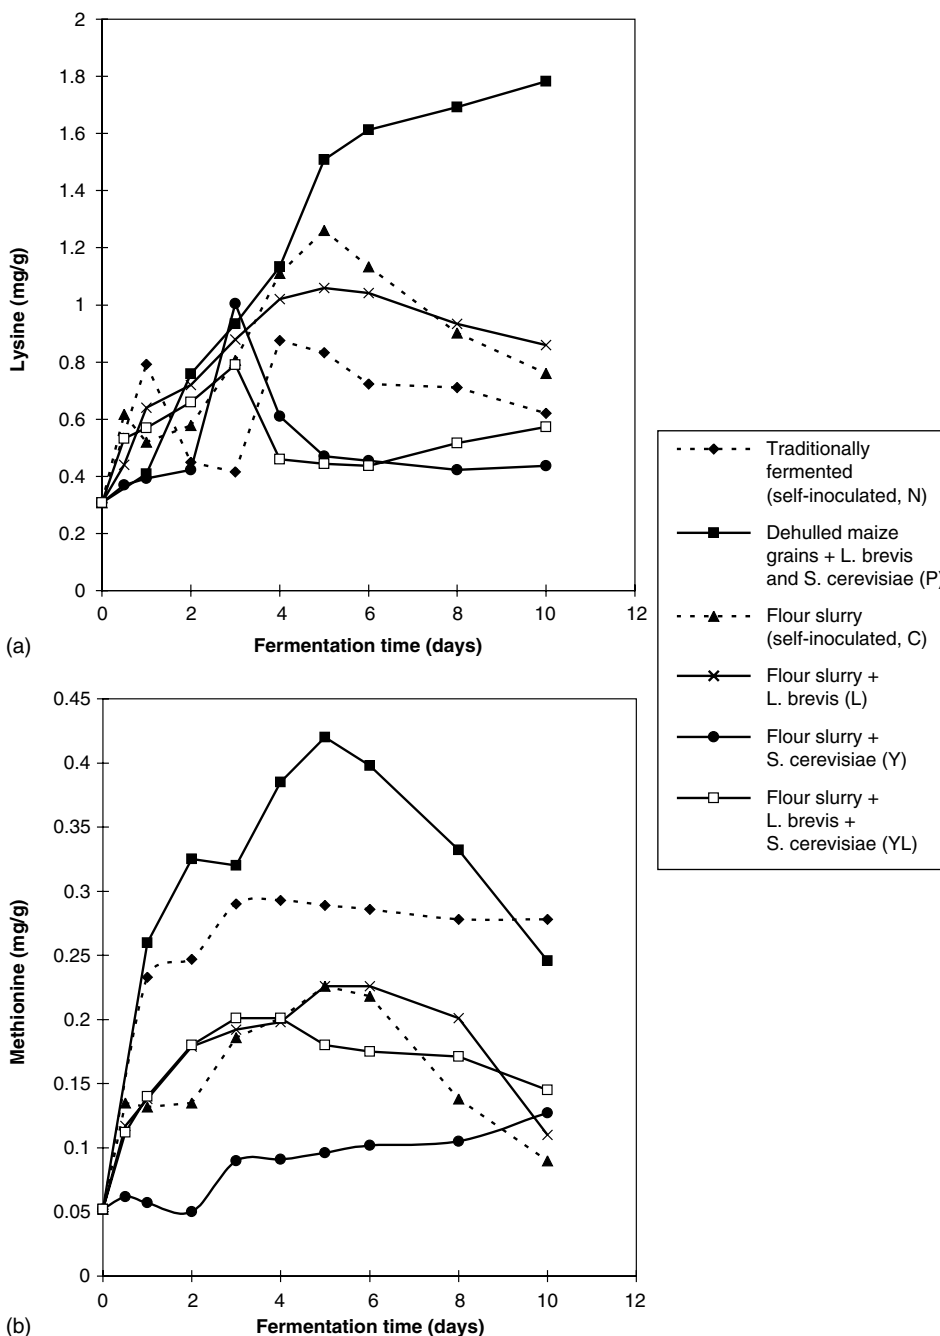 2
1.8
1.6
1.4
1.2
1
0.8
0.6
0.4
0.2
0
Lysine (mg/g)
0 2 4 6 8 10 12
Fermentation time (days)
(a)
Traditionally
fermented
(self-inoculated, N)
Dehulled maize
grains + L. brevis
and S. cerevisiae (P)
Flour slurry
(self-inoculated, C)
Flour slurry +
L. brevis (L)
Flour slurry +
S. cerevisiae (Y)
Flour slurry +
L. brevis +
S. cerevisiae (YL)
0.45
0.4
0.35
0.3
0.25
0.2
0.15
0.1
0.05
0
Methionine (mg/g)
0 2 4 6 8 10 12
Fermentation time (days)
(b)